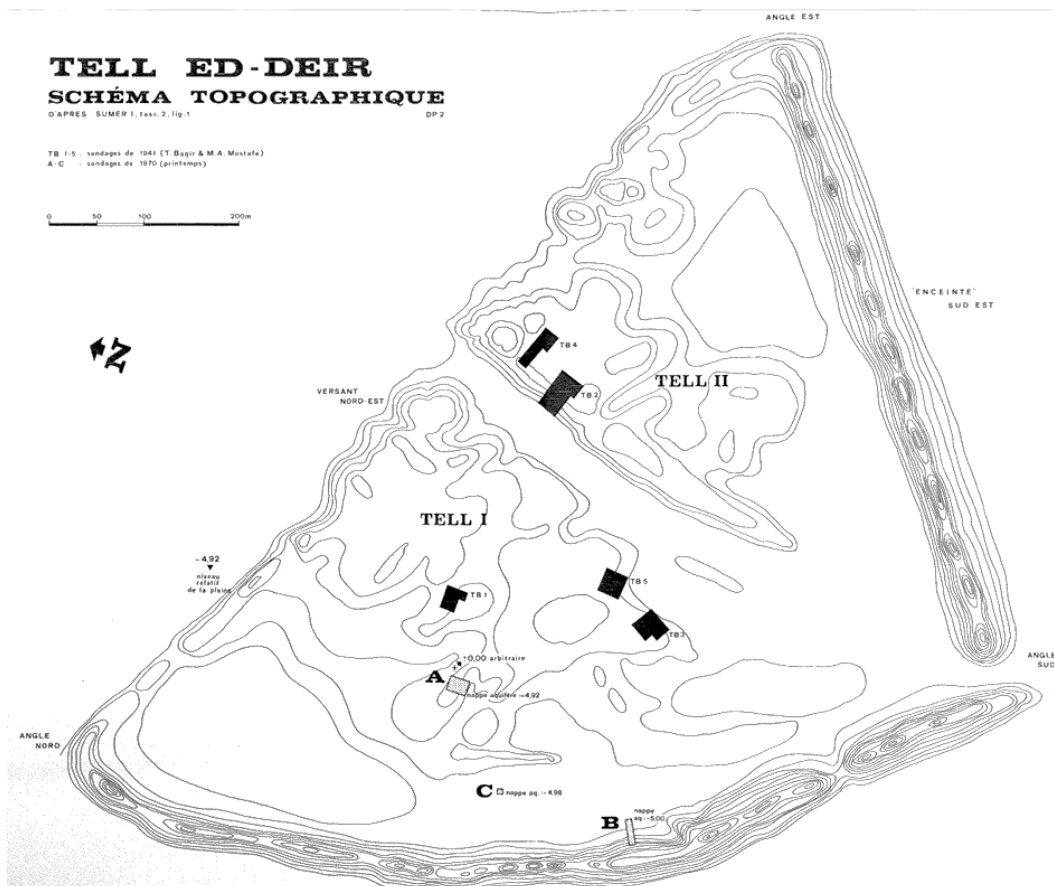 ANGLE EST
TELL ED-DEIR
SCHÉMA TOPOGRAPHIQUE
D'APRES SUMER I, fasc. 2, fig. 1 DP 2
TB 1-5 : sondages de 1941 (T. Baqir & M.A. Mustafa)
A-C : sondages de 1970 (printemps)
0 50 100 200m
"ENCEINTE"
SUD EST
N
TB 4
TELL II
TB 2
VERSANT
NORD-EST
TELL I
-4,92
niveau
relatif
de la plaine
TB 1
TB 5
TB 3
±0,00 arbitraire
A
nappe aquifère :-4,92
ANGLE
SUD
ANGLE
NORD
C nappe aq. :-4,98
B
nappe
aq. :-5,00